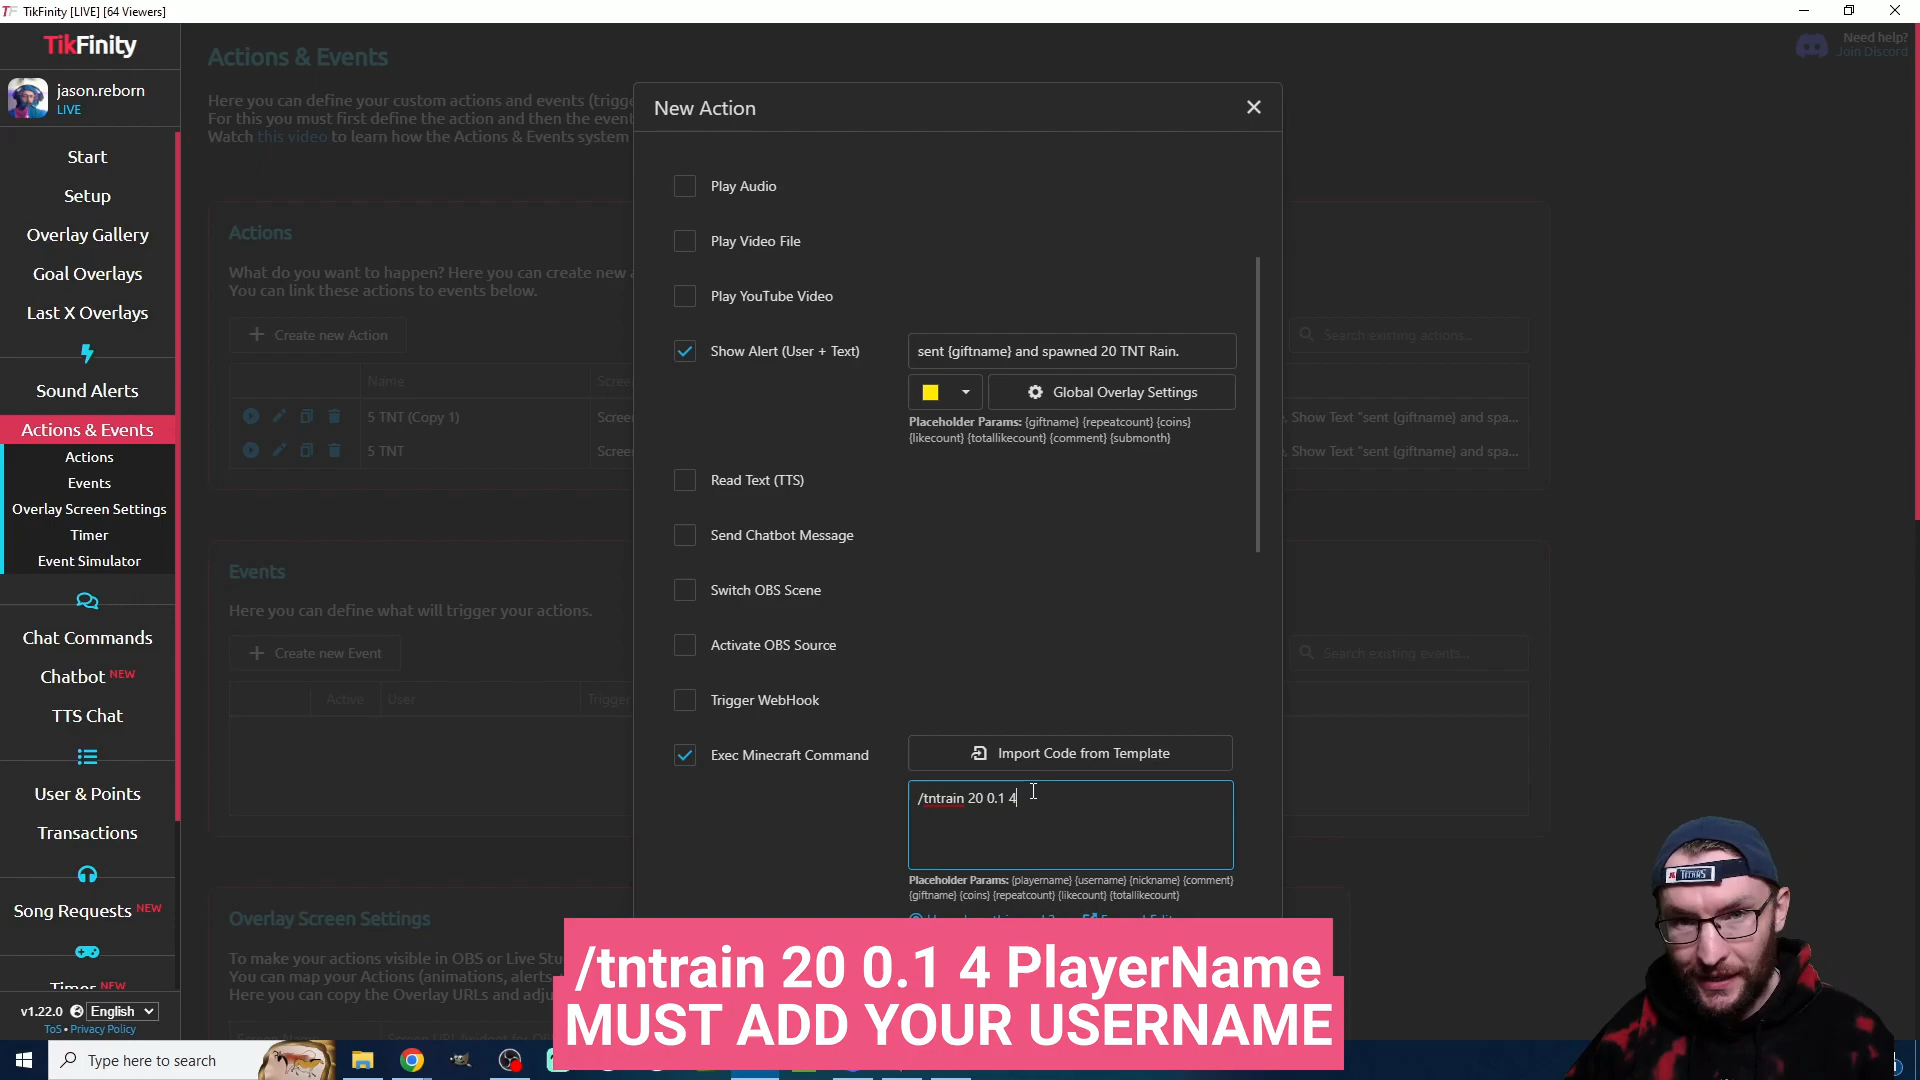 TikFinity [LIVE] [64 Viewers]
TikFinity
jason.reborn
LIVE
Start
Setup
Overlay Gallery
Goal Overlays
Last X Overlays
Sound Alerts
Actions & Events
Actions
Events
Overlay Screen Settings
Timer
Event Simulator
Chat Commands
Chatbot NEW
TTS Chat
User & Points
Transactions
Song Requests NEW
Timer NEW
v1.22.0 English
ToS • Privacy Policy
Actions & Events
Here you can define your custom actions and events (trigge
For this you must first define the action and then the event
Watch this video to learn how the Actions & Events system
Need help?
Join Discord
Actions
What do you want to happen? Here you can create new a
You can link these actions to events below.
Create new Action
Search existing actions...
Name
Scree
5 TNT (Copy 1)
Scree
, Show Text "sent {giftname} and spa...
5 TNT
Scree
, Show Text "sent {giftname} and spa...
Events
Here you can define what will trigger your actions.
Create new Event
Search existing events...
Active
User
Trigger
Overlay Screen Settings
To make your actions visible in OBS or Live Stu
You can map your Actions (animations, alerts,
Here you can copy the Overlay URLs and adju
New Action
Play Audio
Play Video File
Play YouTube Video
Show Alert (User + Text)
sent {giftname} and spawned 20 TNT Rain.
Global Overlay Settings
Placeholder Params: {giftname} {repeatcount} {coins}
{likecount} {totallikecount} {comment} {submonth}
Read Text (TTS)
Send Chatbot Message
Switch OBS Scene
Activate OBS Source
Trigger WebHook
Exec Minecraft Command
Import Code from Template
/tntrain 20 0.1 4
Placeholder Params: {playername} {username} {nickname} {comment}
{giftname} {coins} {repeatcount} {likecount} {totallikecount}
/tntrain 20 0.1 4 PlayerName
MUST ADD YOUR USERNAME
Type here to search